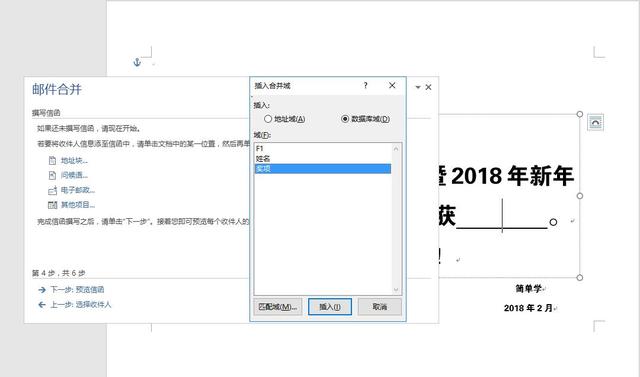 邮件合并
撰写信函
如果还未撰写信函，请现在开始。
若要将收件人信息添至信函中，请单击文档中的某一位置，然后再单
地址块...
问候语...
电子邮政...
其他项目...
完成信函撰写之后，请单击"下一步"。接着您即可预览每个收件人的
第 4 步，共 6 步
下一步: 预览信函
上一步: 选择收件人
插入合并域
?
插入:
地址域(A)
数据库域(D)
域(F):
F1
姓名
奖项
匹配域(M)...
插入(I)
取消
暨 2018 年新年
获________。
!
简单学
2018 年 2 月